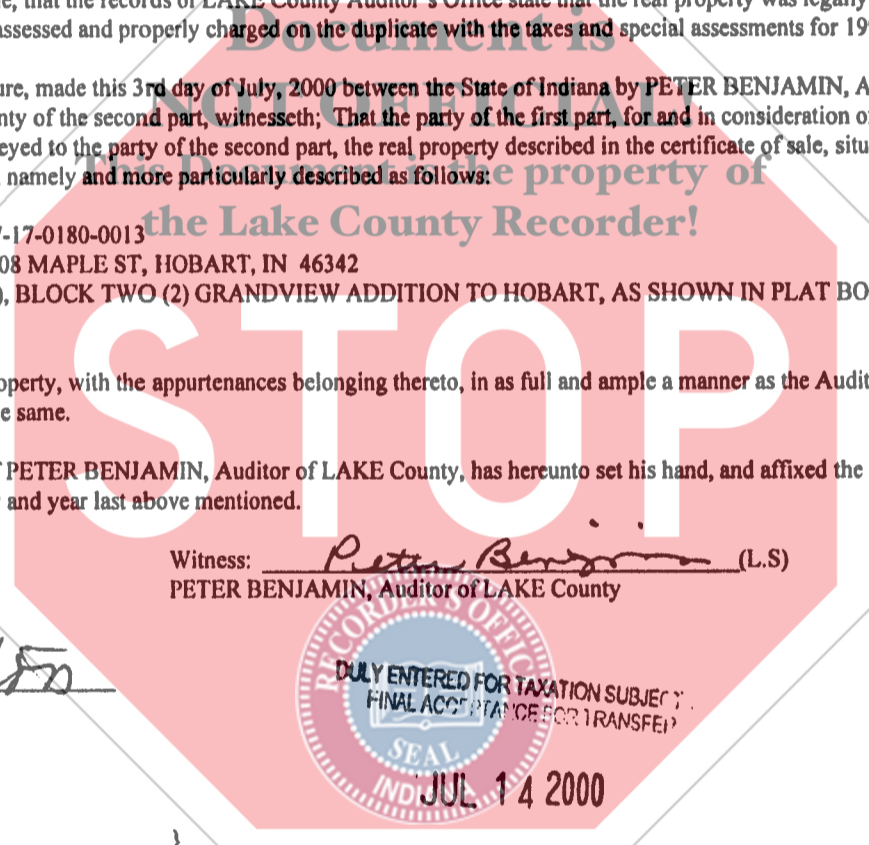 e, that the records of LAKE County Auditor's Office state that the real property was legally
assessed and properly charged on the duplicate with the taxes and special assessments for 19
Document is
ure, made this 3rd day of July, 2000 between the State of Indiana by PETER BENJAMIN, A
NOT OFFICIAL!
nty of the second part, witnesseth; That the party of the first part, for and in consideration o
eyed to the party of the second part, the real property described in the certificate of sale, situ
This Document is the property of
namely and more particularly described as follows:
the Lake County Recorder!
-17-0180-0013
08 MAPLE ST, HOBART, IN 46342
), BLOCK TWO (2) GRANDVIEW ADDITION TO HOBART, AS SHOWN IN PLAT BO
STOP
operty, with the appurtenances belonging thereto, in as full and ample a manner as the Audit
e same.
PETER BENJAMIN, Auditor of LAKE County, has hereunto set his hand, and affixed the
and year last above mentioned.
Witness: Peter Benjamin (L.S)
PETER BENJAMIN, Auditor of LAKE County
RECORDER'S OFFICE
DULY ENTERED FOR TAXATION SUBJECT
FINAL ACCEPTANCE FOR TRANSFER
SEAL
INDIANA
JUL 14 2000